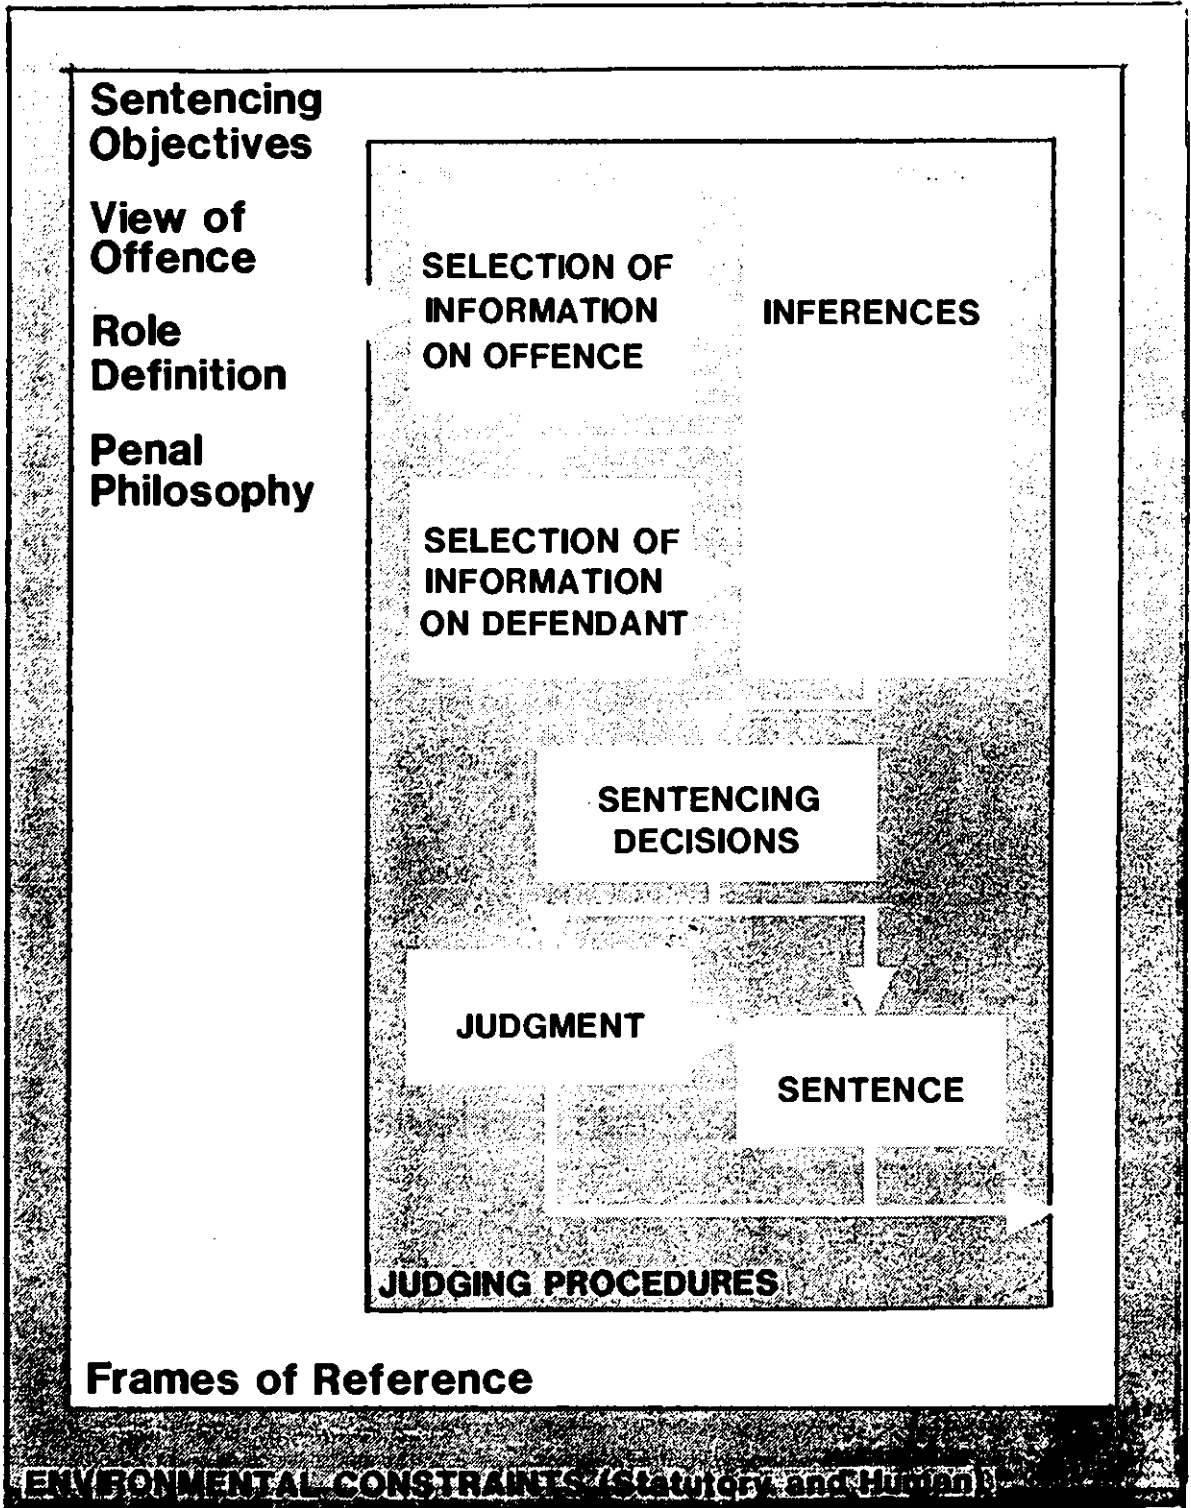 Sentencing
Objectives
View of
Offence
Role
Definition
Penal
Philosophy
SELECTION OF
INFORMATION
ON OFFENCE
INFERENCES
SELECTION OF
INFORMATION
ON DEFENDANT
SENTENCING
DECISIONS
JUDGMENT
SENTENCE
JUDGING PROCEDURES
Frames of Reference
ENVIRONMENTAL CONSTRAINTS (Statutory and Human)